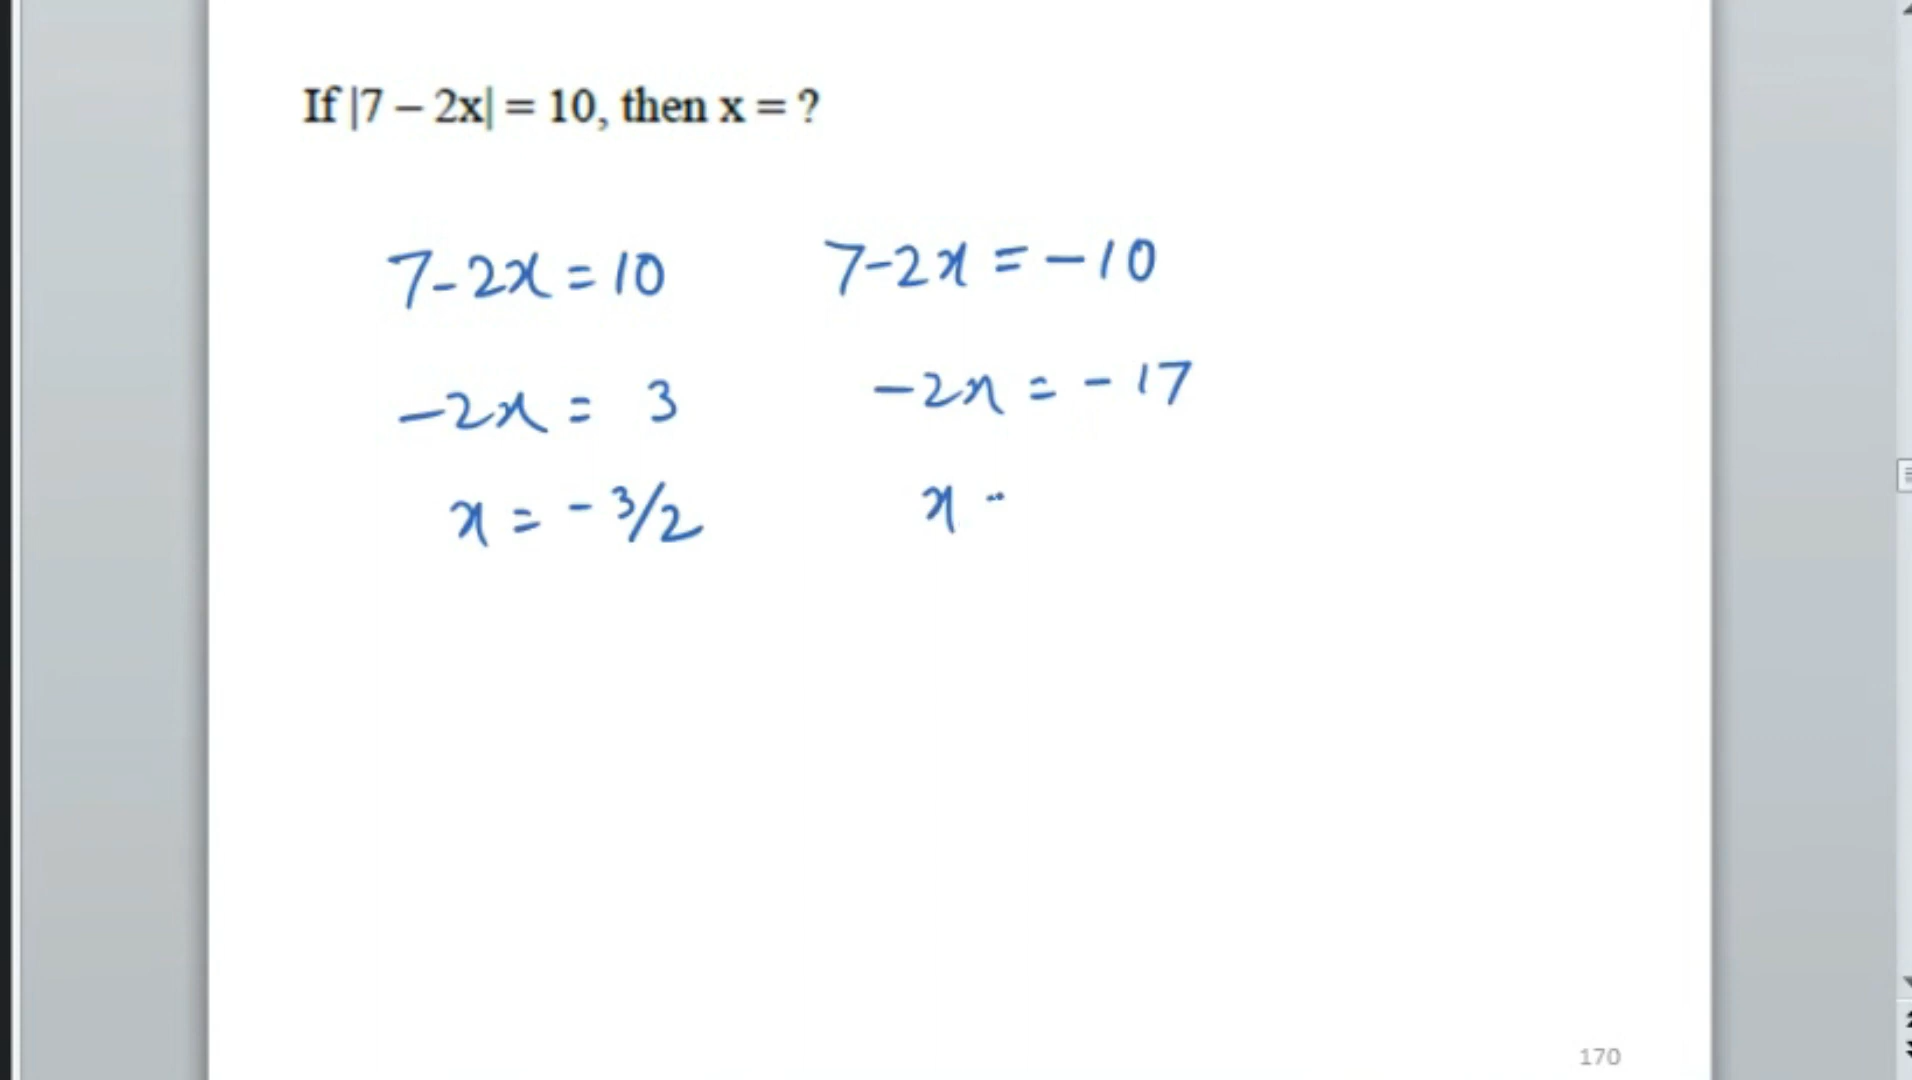 If |7 – 2x| = 10, then x = ?
7-2x = 10
7-2x = -10
-2x = 3
-2x = -17
x = - 3/2
x -
170